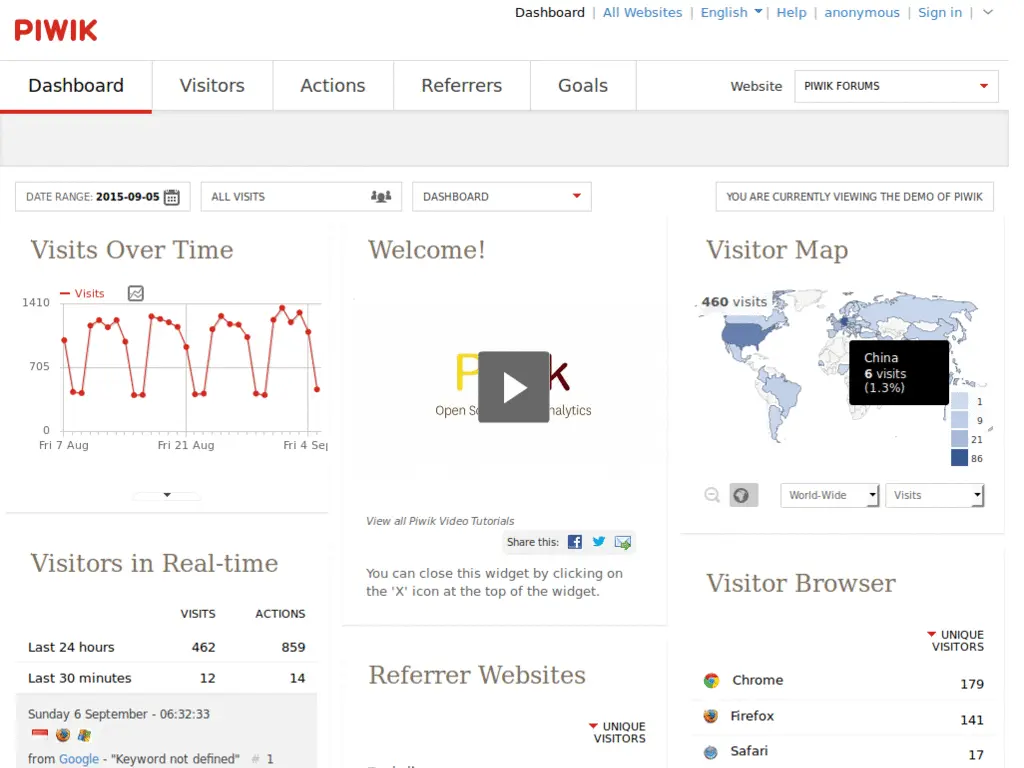 Dashboard | All Websites | English | Help | anonymous | Sign in |
PIWIK
Dashboard
Visitors
Actions
Referrers
Goals
Website
PIWIK FORUMS
DATE RANGE: 2015-09-05
ALL VISITS
DASHBOARD
YOU ARE CURRENTLY VIEWING THE DEMO OF PIWIK
Visits Over Time
Visits
1410
705
0
Fri 7 Aug
Fri 21 Aug
Fri 4 Sep
Visitors in Real-time
VISITS ACTIONS
Last 24 hours 462 859
Last 30 minutes 12 14
Sunday 6 September - 06:32:33
from Google - "Keyword not defined" # 1
Welcome!
View all Piwik Video Tutorials
Share this:
You can close this widget by clicking on
the 'X' icon at the top of the widget.
Referrer Websites
UNIQUE
VISITORS
Visitor Map
460 visits
China
6 visits
(1.3%)
1
9
21
86
World-Wide
Visits
Visitor Browser
UNIQUE
VISITORS
Chrome 179
Firefox 141
Safari 17